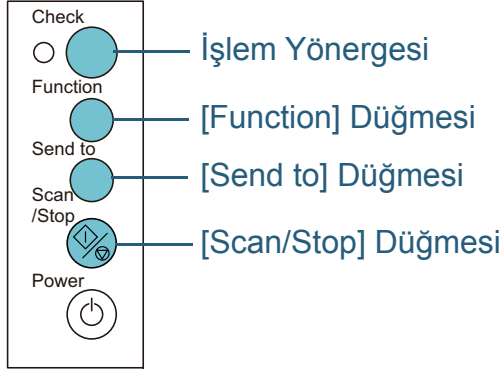 Check
İşlem Yönergesi
Function
[Function] Düğmesi
Send to
[Send to] Düğmesi
Scan
/Stop
[Scan/Stop] Düğmesi
Power